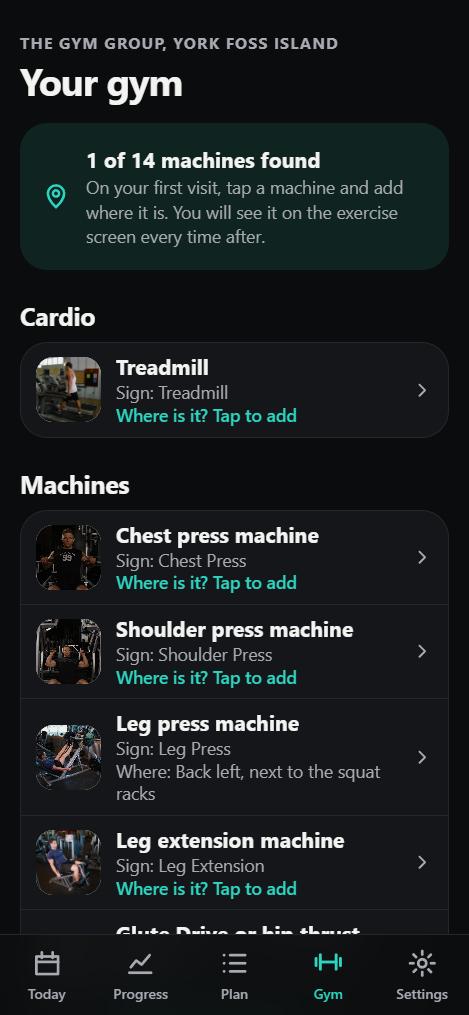 THE GYM GROUP, YORK FOSS ISLAND
Your gym
1 of 14 machines found
On your first visit, tap a machine and add
where it is. You will see it on the exercise
screen every time after.
Cardio
Treadmill
Sign: Treadmill
Where is it? Tap to add
Machines
Chest press machine
Sign: Chest Press
Where is it? Tap to add
Shoulder press machine
Sign: Shoulder Press
Where is it? Tap to add
Leg press machine
Sign: Leg Press
Where: Back left, next to the squat
racks
Leg extension machine
Sign: Leg Extension
Where is it? Tap to add
Glute Drive or hip thrust
Today
Progress
Plan
Gym
Settings